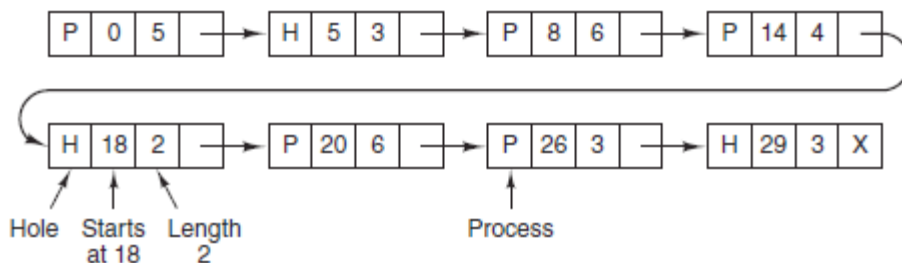 P 0 5 H 5 3 P 8 6 P 14 4
H 18 2 P 20 6 P 26 3 H 29 3 X
Hole Starts Length Process
at 18 2